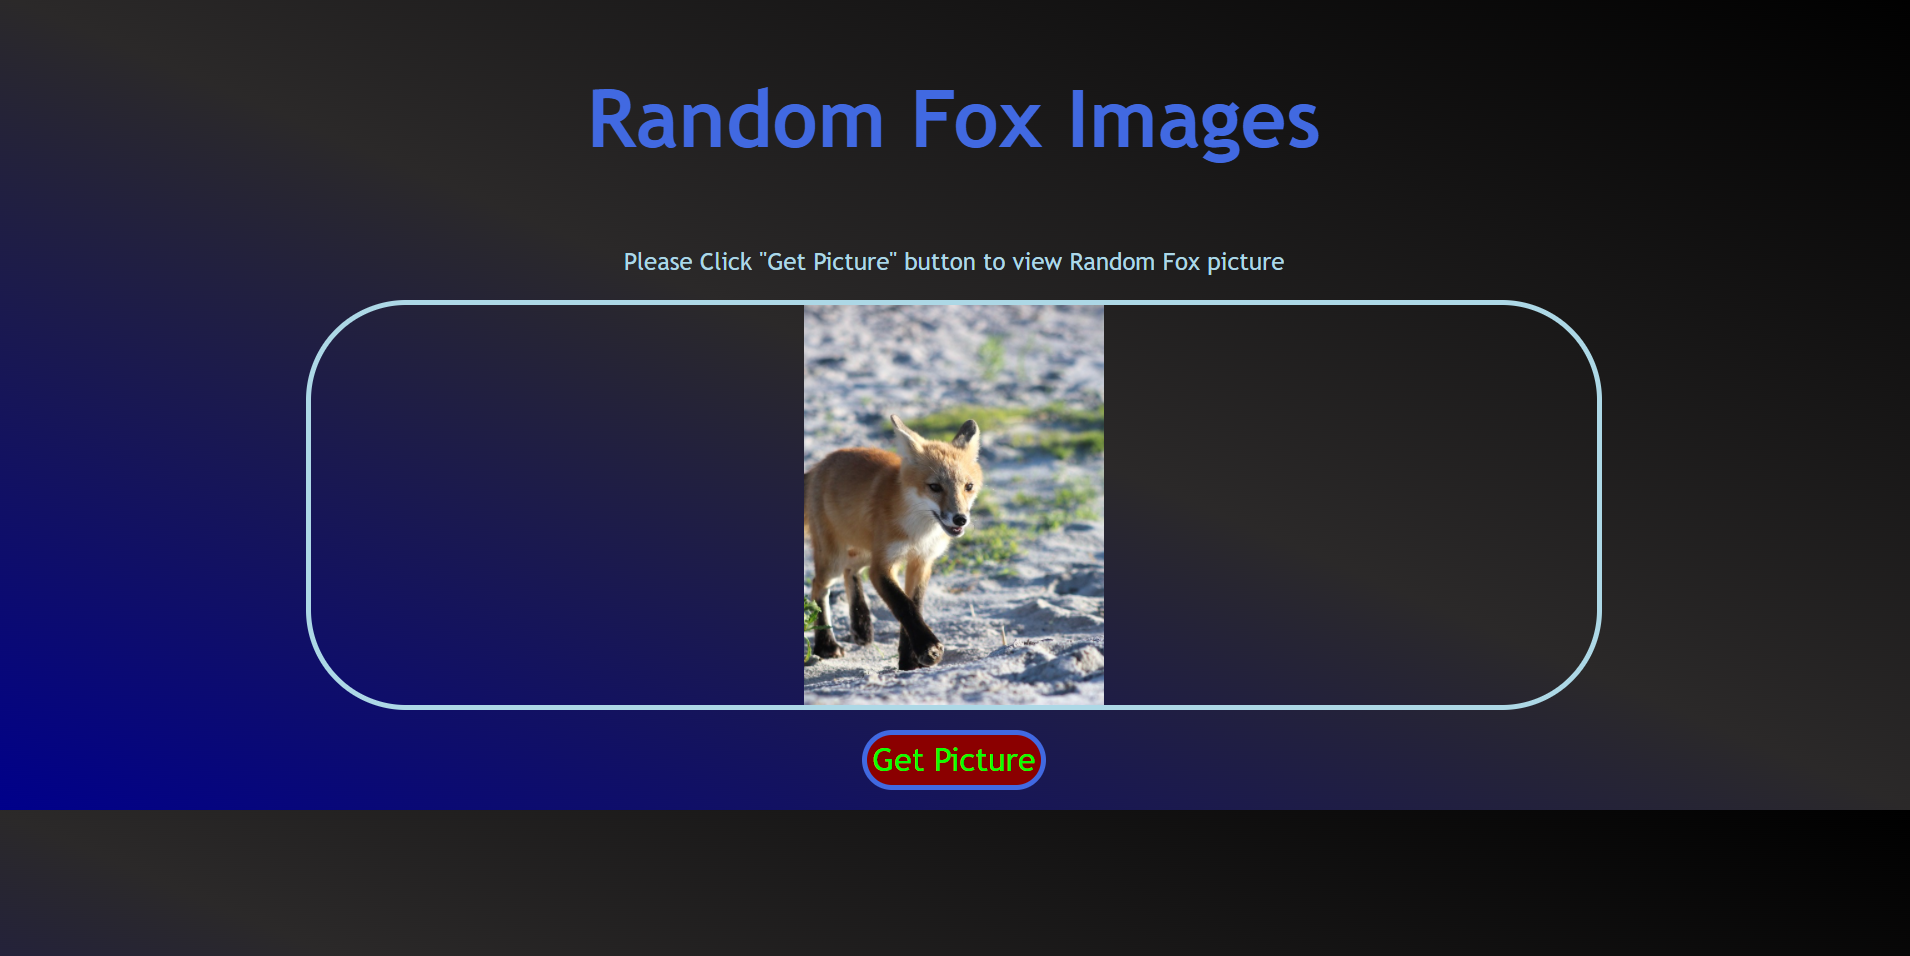 Random Fox Images
Please Click "Get Picture" button to view Random Fox picture
Get Picture